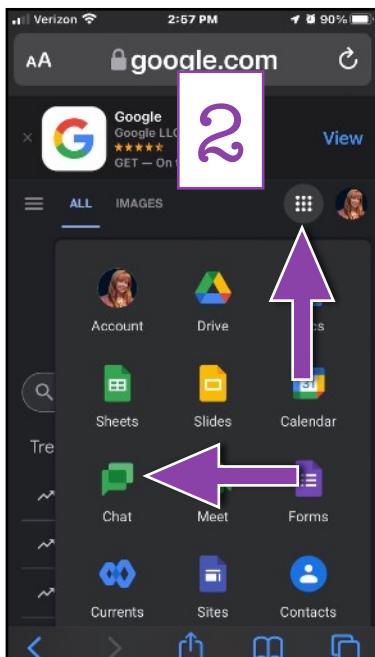 Verizon 2:57 PM 90%
AA google.com
Google
Google LLC
GET — On t
View
2
ALL IMAGES
Account Drive
Sheets Slides Calendar
31
Tre
Chat Meet Forms
Currents Sites Contacts